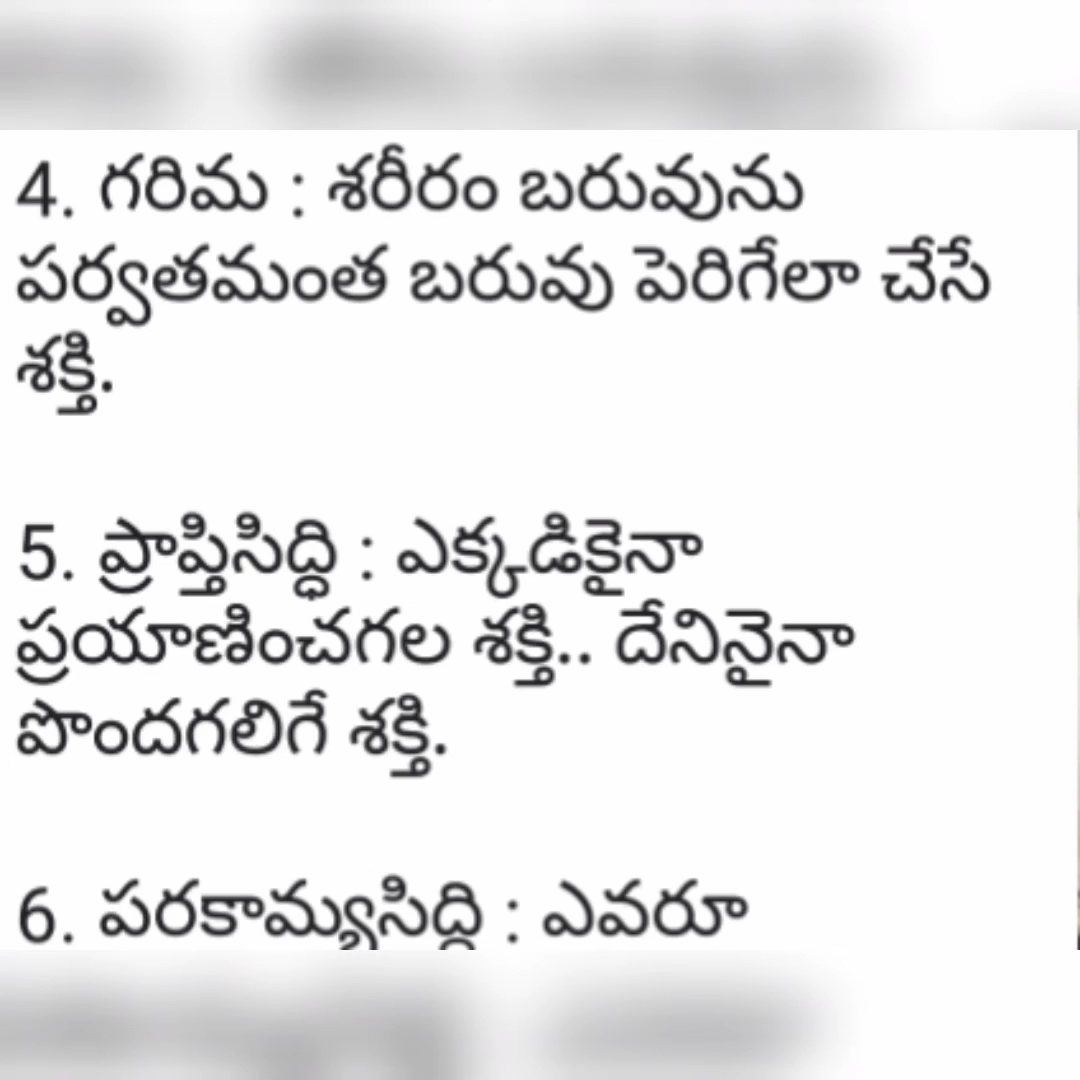 4. గరిమ : శరీరం బరువును
పర్వతమంత బరువు పెరిగేలా చేసే
శక్తి.
5. ప్రాప్తిసిద్ధి : ఎక్కడికైనా
ప్రయాణించగల శక్తి.. దేనినైనా
పొందగలిగే శక్తి.
6. పరకామ్యసిద్ధి : ఎవరూ